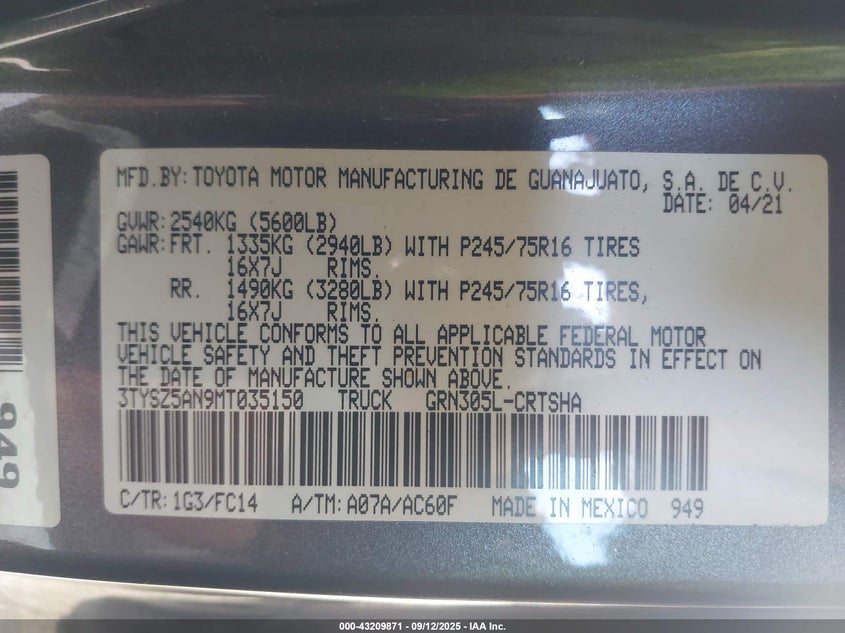 MFD.BY: TOYOTA MOTOR MANUFACTURING DE GUANAJUATO, S.A. DE C.V.
DATE: 04/21
GVWR: 2540KG (5600LB)
GAWR: FRT. 1335KG (2940LB) WITH P245/75R16 TIRES
16X7J RIMS.
RR. 1490KG (3280LB) WITH P245/75R16 TIRES,
16X7J RIMS.
THIS VEHICLE CONFORMS TO ALL APPLICABLE FEDERAL MOTOR
VEHICLE SAFETY AND THEFT PREVENTION STANDARDS IN EFFECT ON
THE DATE OF MANUFACTURE SHOWN ABOVE.
3TYSZ5AN9MT035150 TRUCK GRN305L-CRTSHA
C/TR: 1G3/FC14 A/TM: A07A/AC60F MADE IN MEXICO 949
949
000-43209871 - 09/12/2025 - IAA Inc.